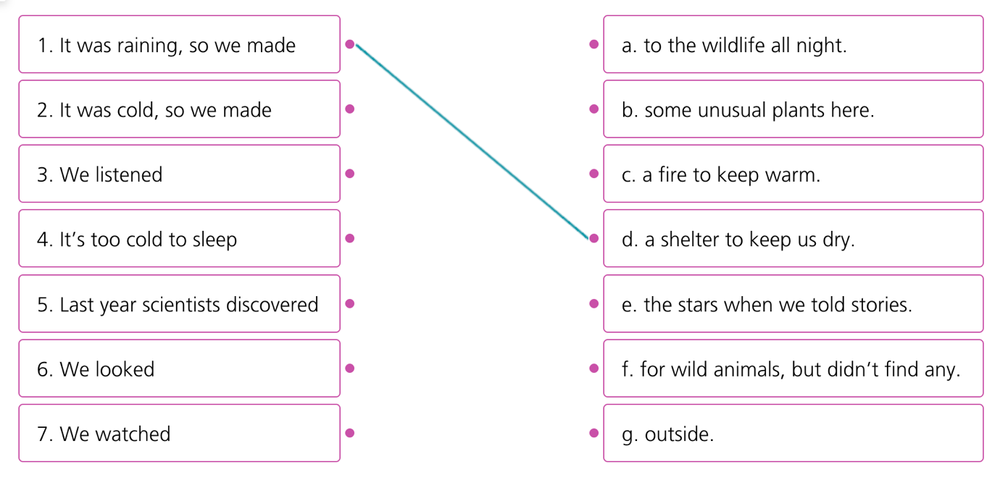 1. It was raining, so we made
2. It was cold, so we made
3. We listened
4. It’s too cold to sleep
5. Last year scientists discovered
6. We looked
7. We watched
a. to the wildlife all night.
b. some unusual plants here.
c. a fire to keep warm.
d. a shelter to keep us dry.
e. the stars when we told stories.
f. for wild animals, but didn’t find any.
g. outside.